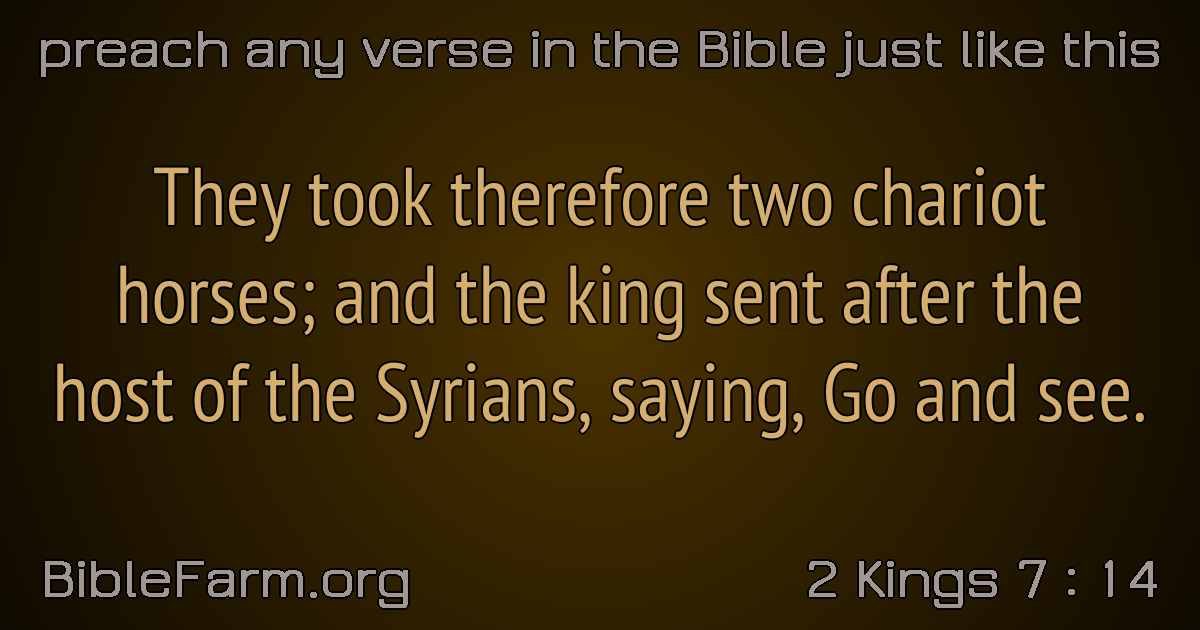 preach any verse in the Bible just like this
They took therefore two chariot
horses; and the king sent after the
host of the Syrians, saying, Go and see.
BibleFarm.org
2 Kings 7 : 14